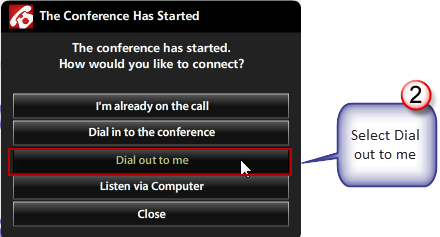 The Conference Has Started
The conference has started.
How would you like to connect?
I'm already on the call
Dial in to the conference
Dial out to me
Listen via Computer
Close
2
Select Dial
out to me